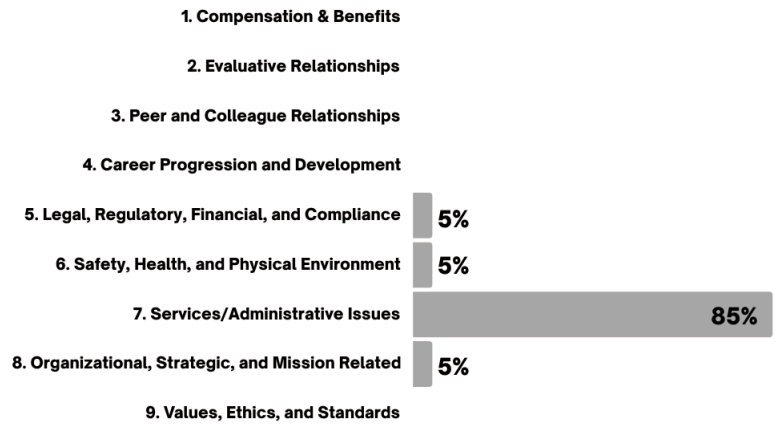 1. Compensation & Benefits
2. Evaluative Relationships
3. Peer and Colleague Relationships
4. Career Progression and Development
5. Legal, Regulatory, Financial, and Compliance 5%
6. Safety, Health, and Physical Environment 5%
7. Services/Administrative Issues 85%
8. Organizational, Strategic, and Mission Related 5%
9. Values, Ethics, and Standards